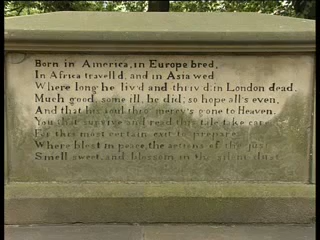 Born in America, in Europe bred,
In Africa travell'd, and in Asia wed
Where long he liv'd and thriv'd: in London dead.
Much good, some ill, he did; so hope all's even,
And that his soul thro' mercy's gone to Heaven.
You that survive and read this tale take care
For this most certain exit to prepare
Where blest in peace, the actions of the just
Smell sweet, and blossom in the silent dust